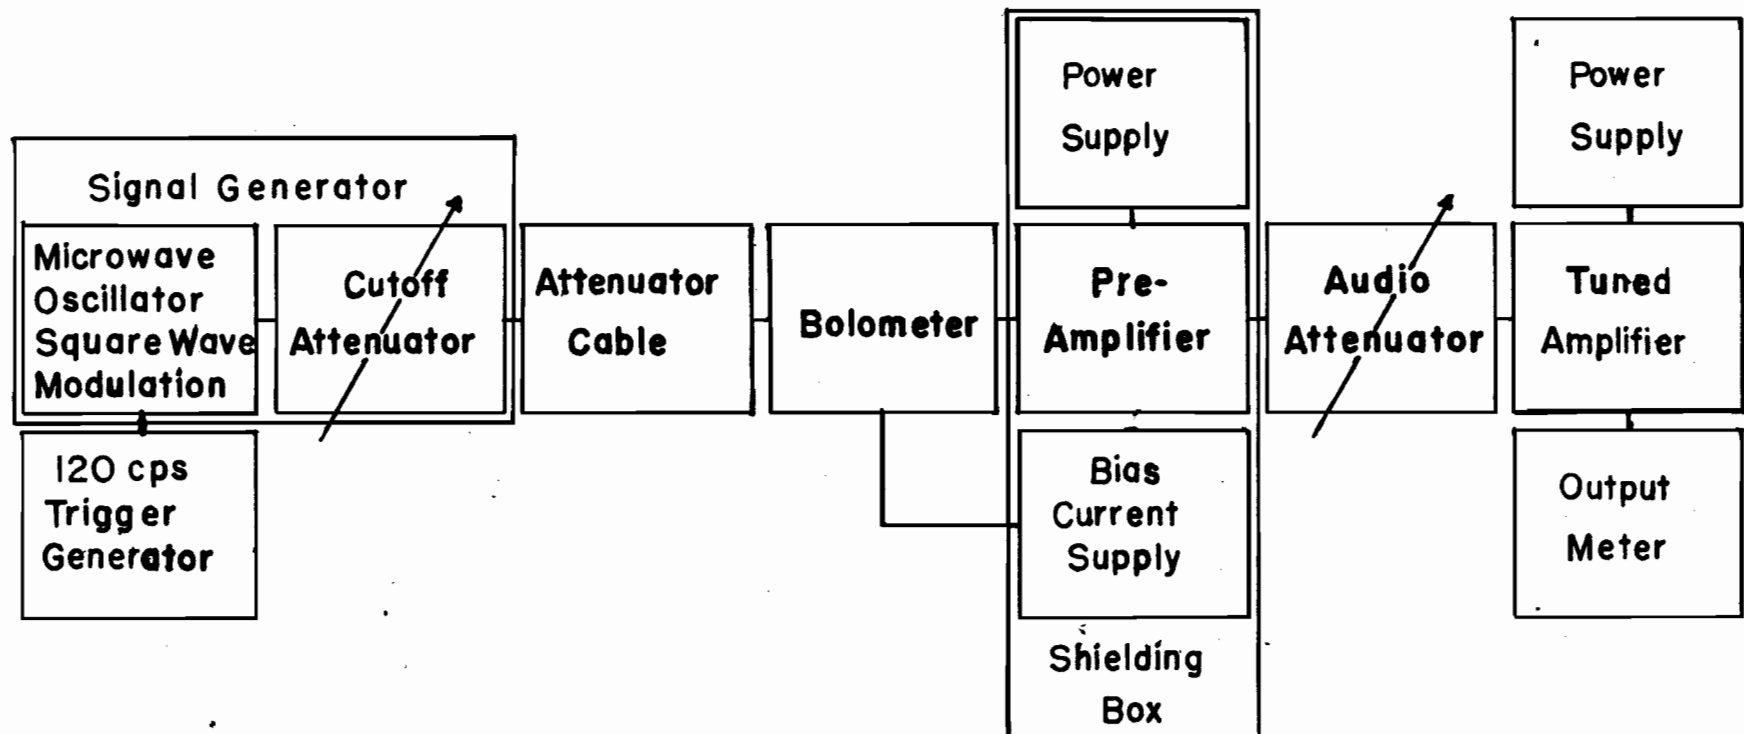 Signal Generator
Microwave
Oscillator
Square Wave
Modulation
Cutoff
Attenuator
120 cps
Trigger
Generator
Attenuator
Cable
Bolometer
Power
Supply
Pre-
Amplifier
Bias
Current
Supply
Shielding
Box
Audio
Attenuator
Power
Supply
Tuned
Amplifier
Output
Meter